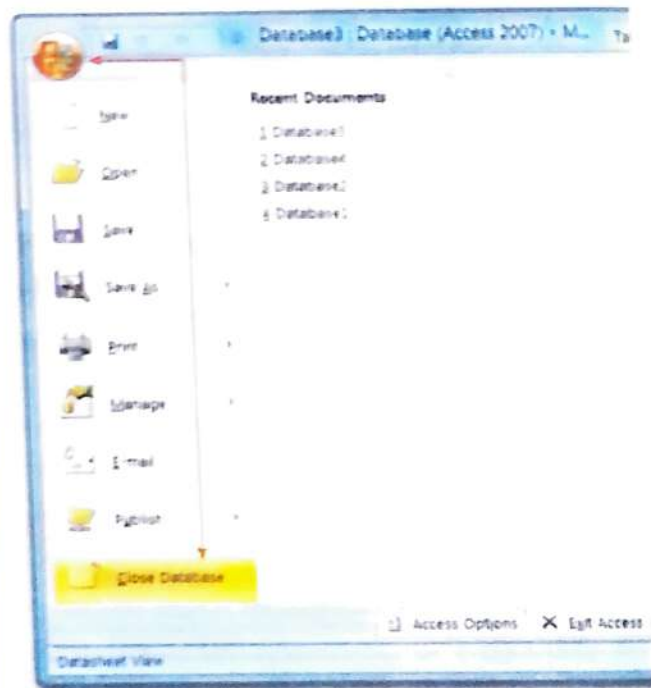 Database3 : Database (Access 2007) - M...
Ta
Recent Documents
New
1 Database3
Open
2 Database4
3 Database2
Save
4 Database1
Save As
Print
Manage
E-mail
Publish
Close Database
Access Options
Exit Access
Datasheet View